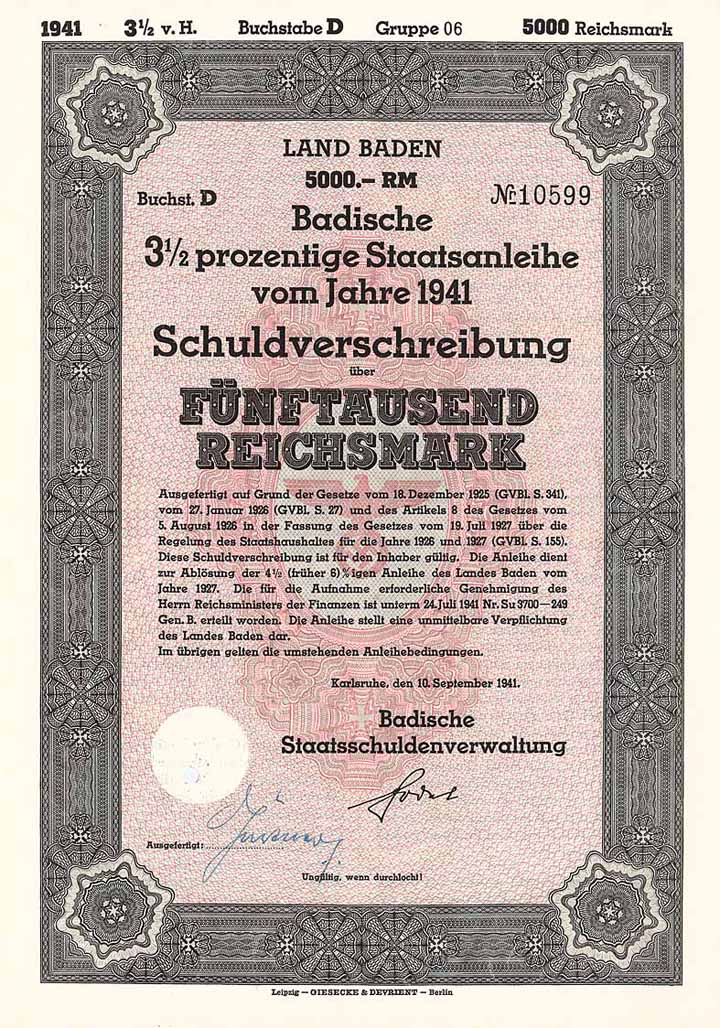 1941 3½ v. H. Buchstabe D Gruppe 06 5000 Reichsmark
LAND BADEN
5000.– RM
Buchst. D № 10599
Badische
3½ prozentige Staatsanleihe
vom Jahre 1941
Schuldverschreibung
über
FÜNFTAUSEND
REICHSMARK
Ausgefertigt auf Grund der Gesetze vom 18. Dezember 1925 (GVBl. S. 341),
vom 27. Januar 1926 (GVBl. S. 27) und des Artikels 8 des Gesetzes vom
5. August 1926 in der Fassung des Gesetzes vom 19. Juli 1927 über die
Regelung des Staatshaushaltes für die Jahre 1926 und 1927 (GVBl. S. 155).
Diese Schuldverschreibung ist für den Inhaber gültig. Die Anleihe dient
zur Ablösung der 4½ (früher 6) %igen Anleihe des Landes Baden vom
Jahre 1927. Die für die Aufnahme erforderliche Genehmigung des
Herrn Reichsministers der Finanzen ist unterm 24. Juli 1941 Nr. Su 3700—249
Gen. B. erteilt worden. Die Anleihe stellt eine unmittelbare Verpflichtung
des Landes Baden dar.
Im übrigen gelten die umstehenden Anleihebedingungen.
Karlsruhe, den 10. September 1941.
Badische
Staatsschuldenverwaltung
Ausgefertigt:
Ungültig, wenn durchlocht!
Leipzig — GIESECKE & DEVRIENT — Berlin